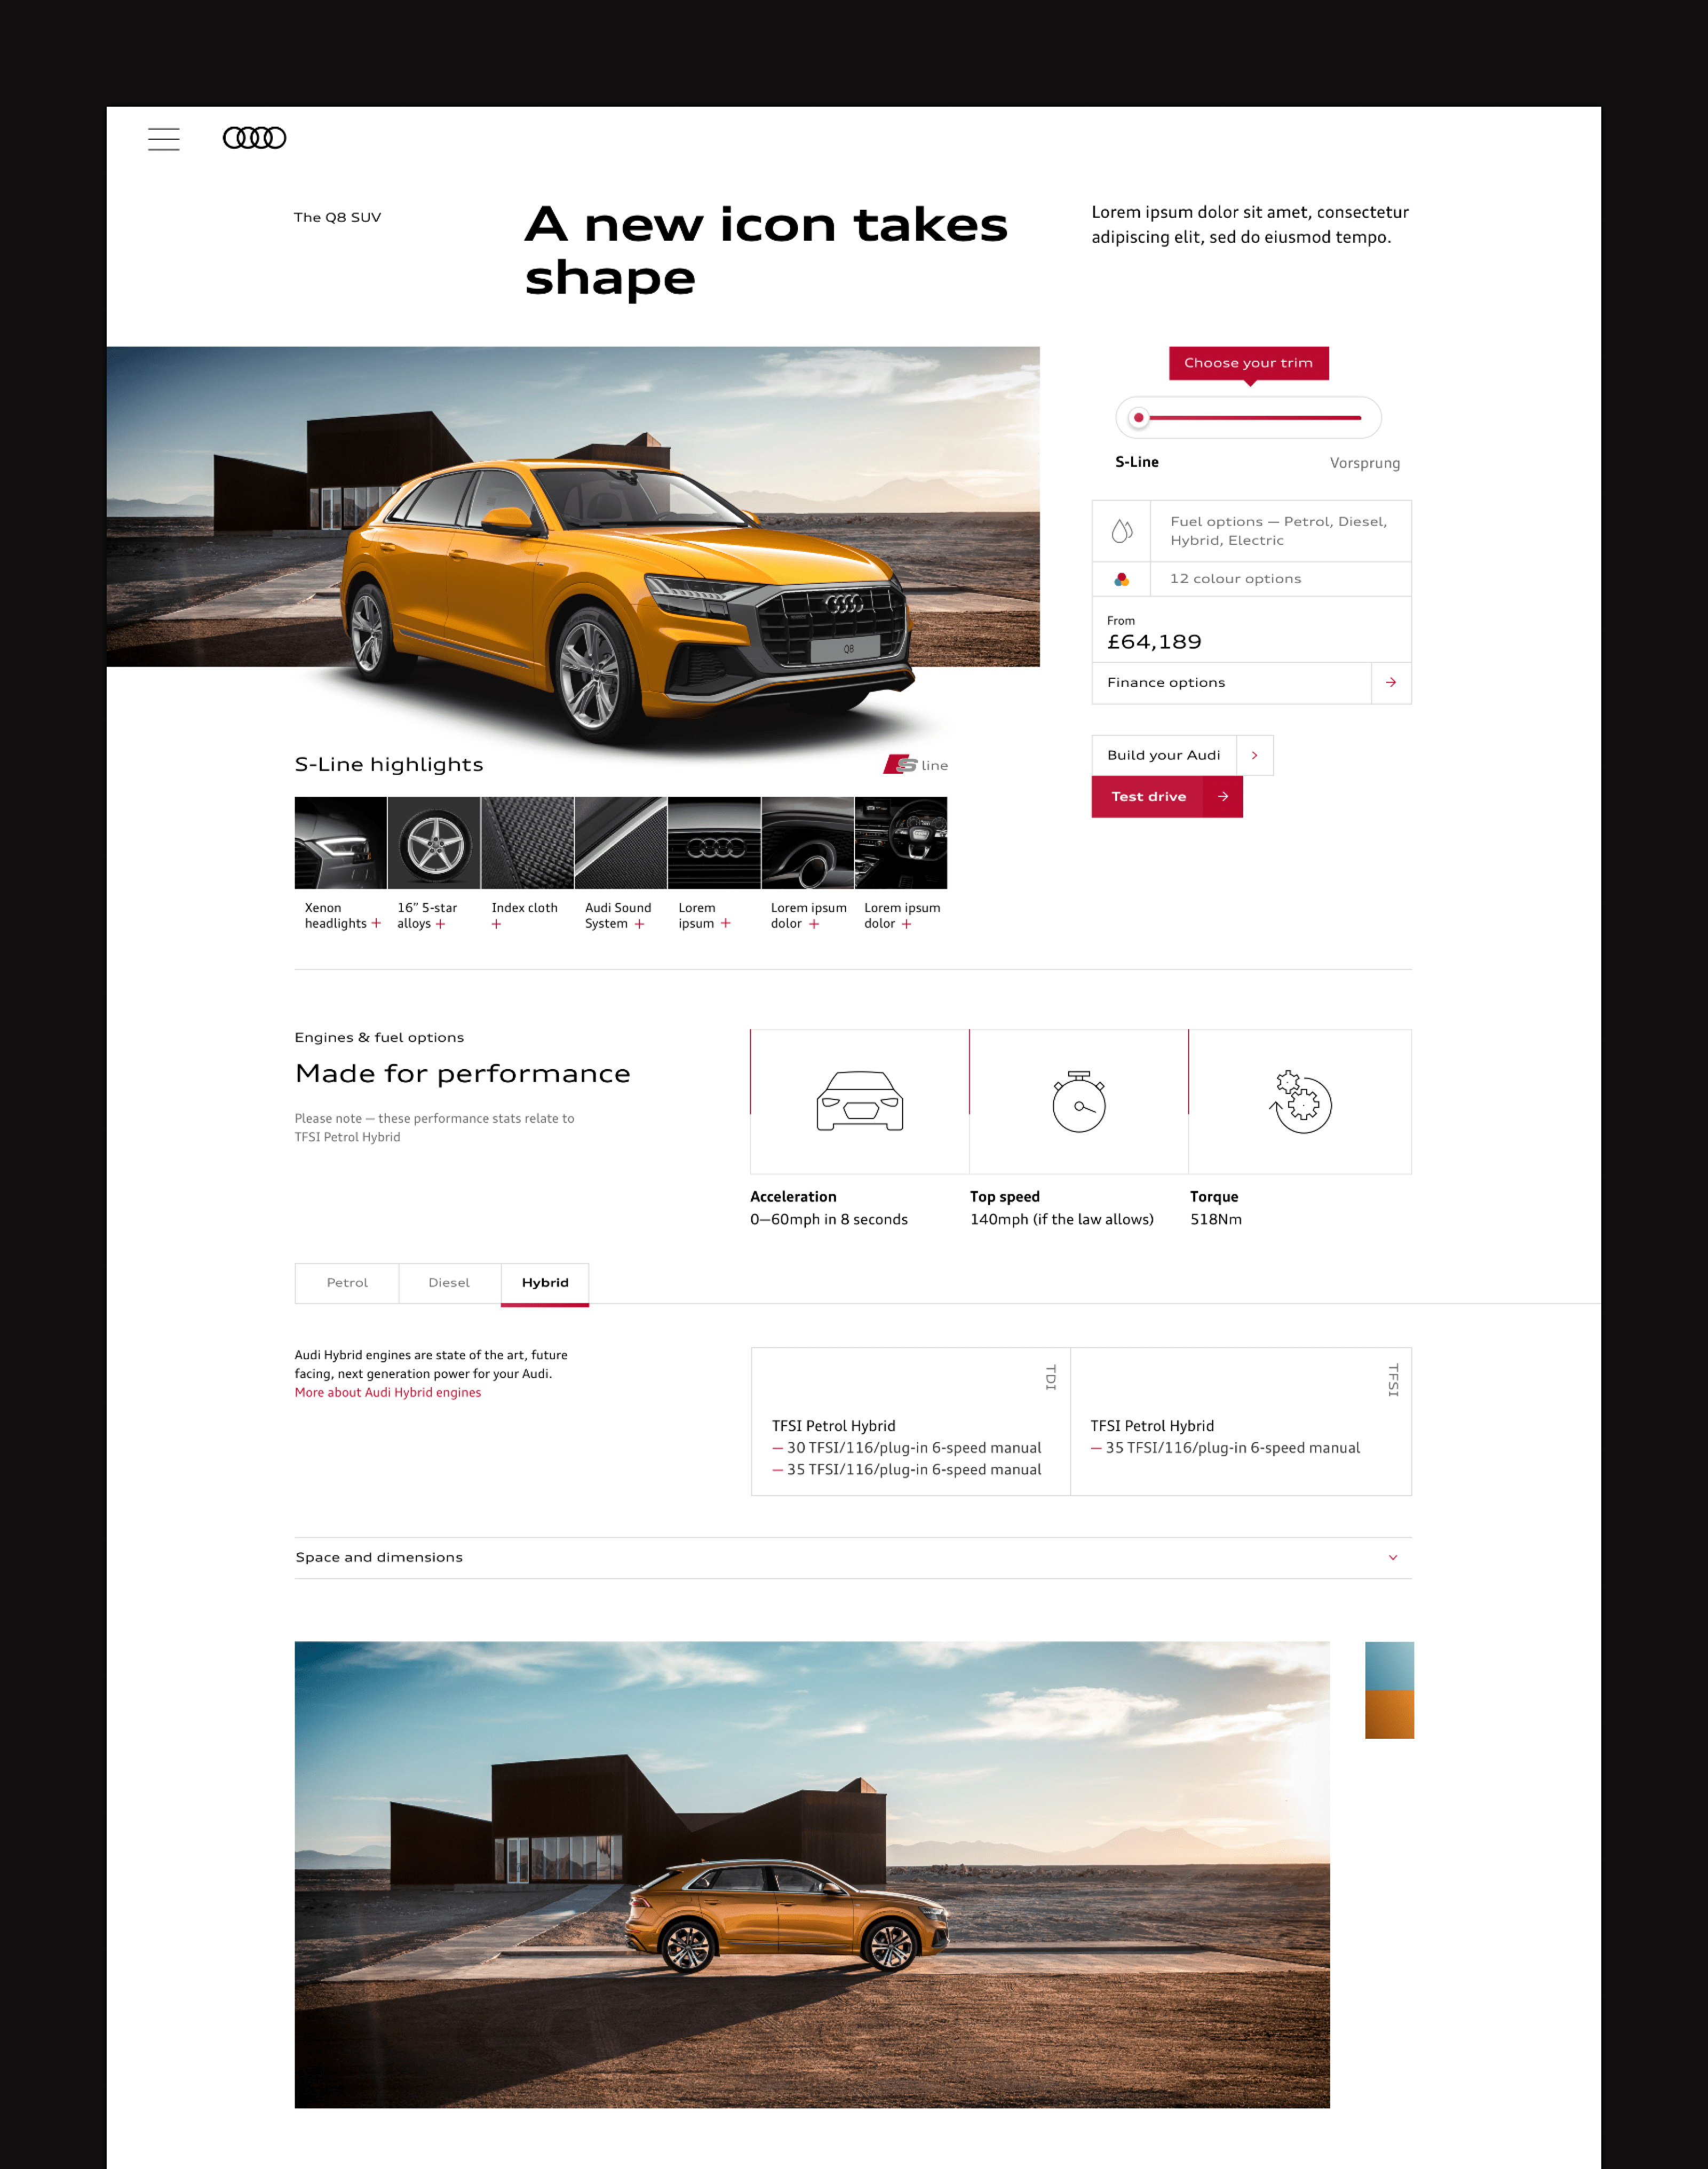 The Q8 SUV
A new icon takes
shape
Lorem ipsum dolor sit amet, consectetur
adipiscing elit, sed do eiusmod tempo.
Choose your trim
S-Line
Vorsprung
Fuel options — Petrol, Diesel,
Hybrid, Electric
12 colour options
From
£64,189
Finance options
Build your Audi
Test drive
Q8
S-Line highlights
S line
Xenon
headlights +
16” 5-star
alloys +
Index cloth
+
Audi Sound
System +
Lorem
ipsum +
Lorem ipsum
dolor +
Lorem ipsum
dolor +
Engines & fuel options
Made for performance
Please note — these performance stats relate to
TFSI Petrol Hybrid
Acceleration
0—60mph in 8 seconds
Top speed
140mph (if the law allows)
Torque
518Nm
Petrol
Diesel
Hybrid
Audi Hybrid engines are state of the art, future
facing, next generation power for your Audi.
More about Audi Hybrid engines
TDI
TFSI Petrol Hybrid
— 30 TFSI/116/plug-in 6-speed manual
— 35 TFSI/116/plug-in 6-speed manual
TFSI
TFSI Petrol Hybrid
— 35 TFSI/116/plug-in 6-speed manual
Space and dimensions